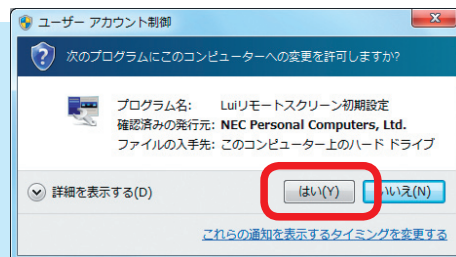 ユーザー アカウント制御
次のプログラムにこのコンピューターへの変更を許可しますか?
プログラム名: Luiリモートスクリーン初期設定
確認済みの発行元: NEC Personal Computers, Ltd.
ファイルの入手先: このコンピューター上のハード ドライブ
詳細を表示する(D)
はい(Y)
いいえ(N)
これらの通知を表示するタイミングを変更する